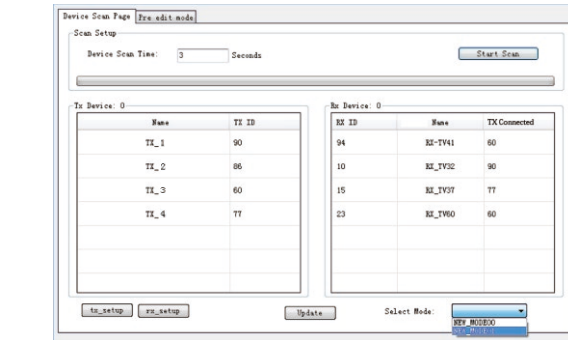 Device Scan Page Pre edit mode
Scan Setup
Device Scan Time: 3 Seconds Start Scan
Tx Device: 0 Rx Device: 0
Name TX ID RX ID Name TX Connected
TX_1 90 94 RX-TV41 60
TX_2 86 10 RX_TV32 90
TX_3 60 15 RX_TV37 77
TX_4 77 23 RX_TV60 60
tx_setup rx_setup Update Select Mode:
NEW_MODE00